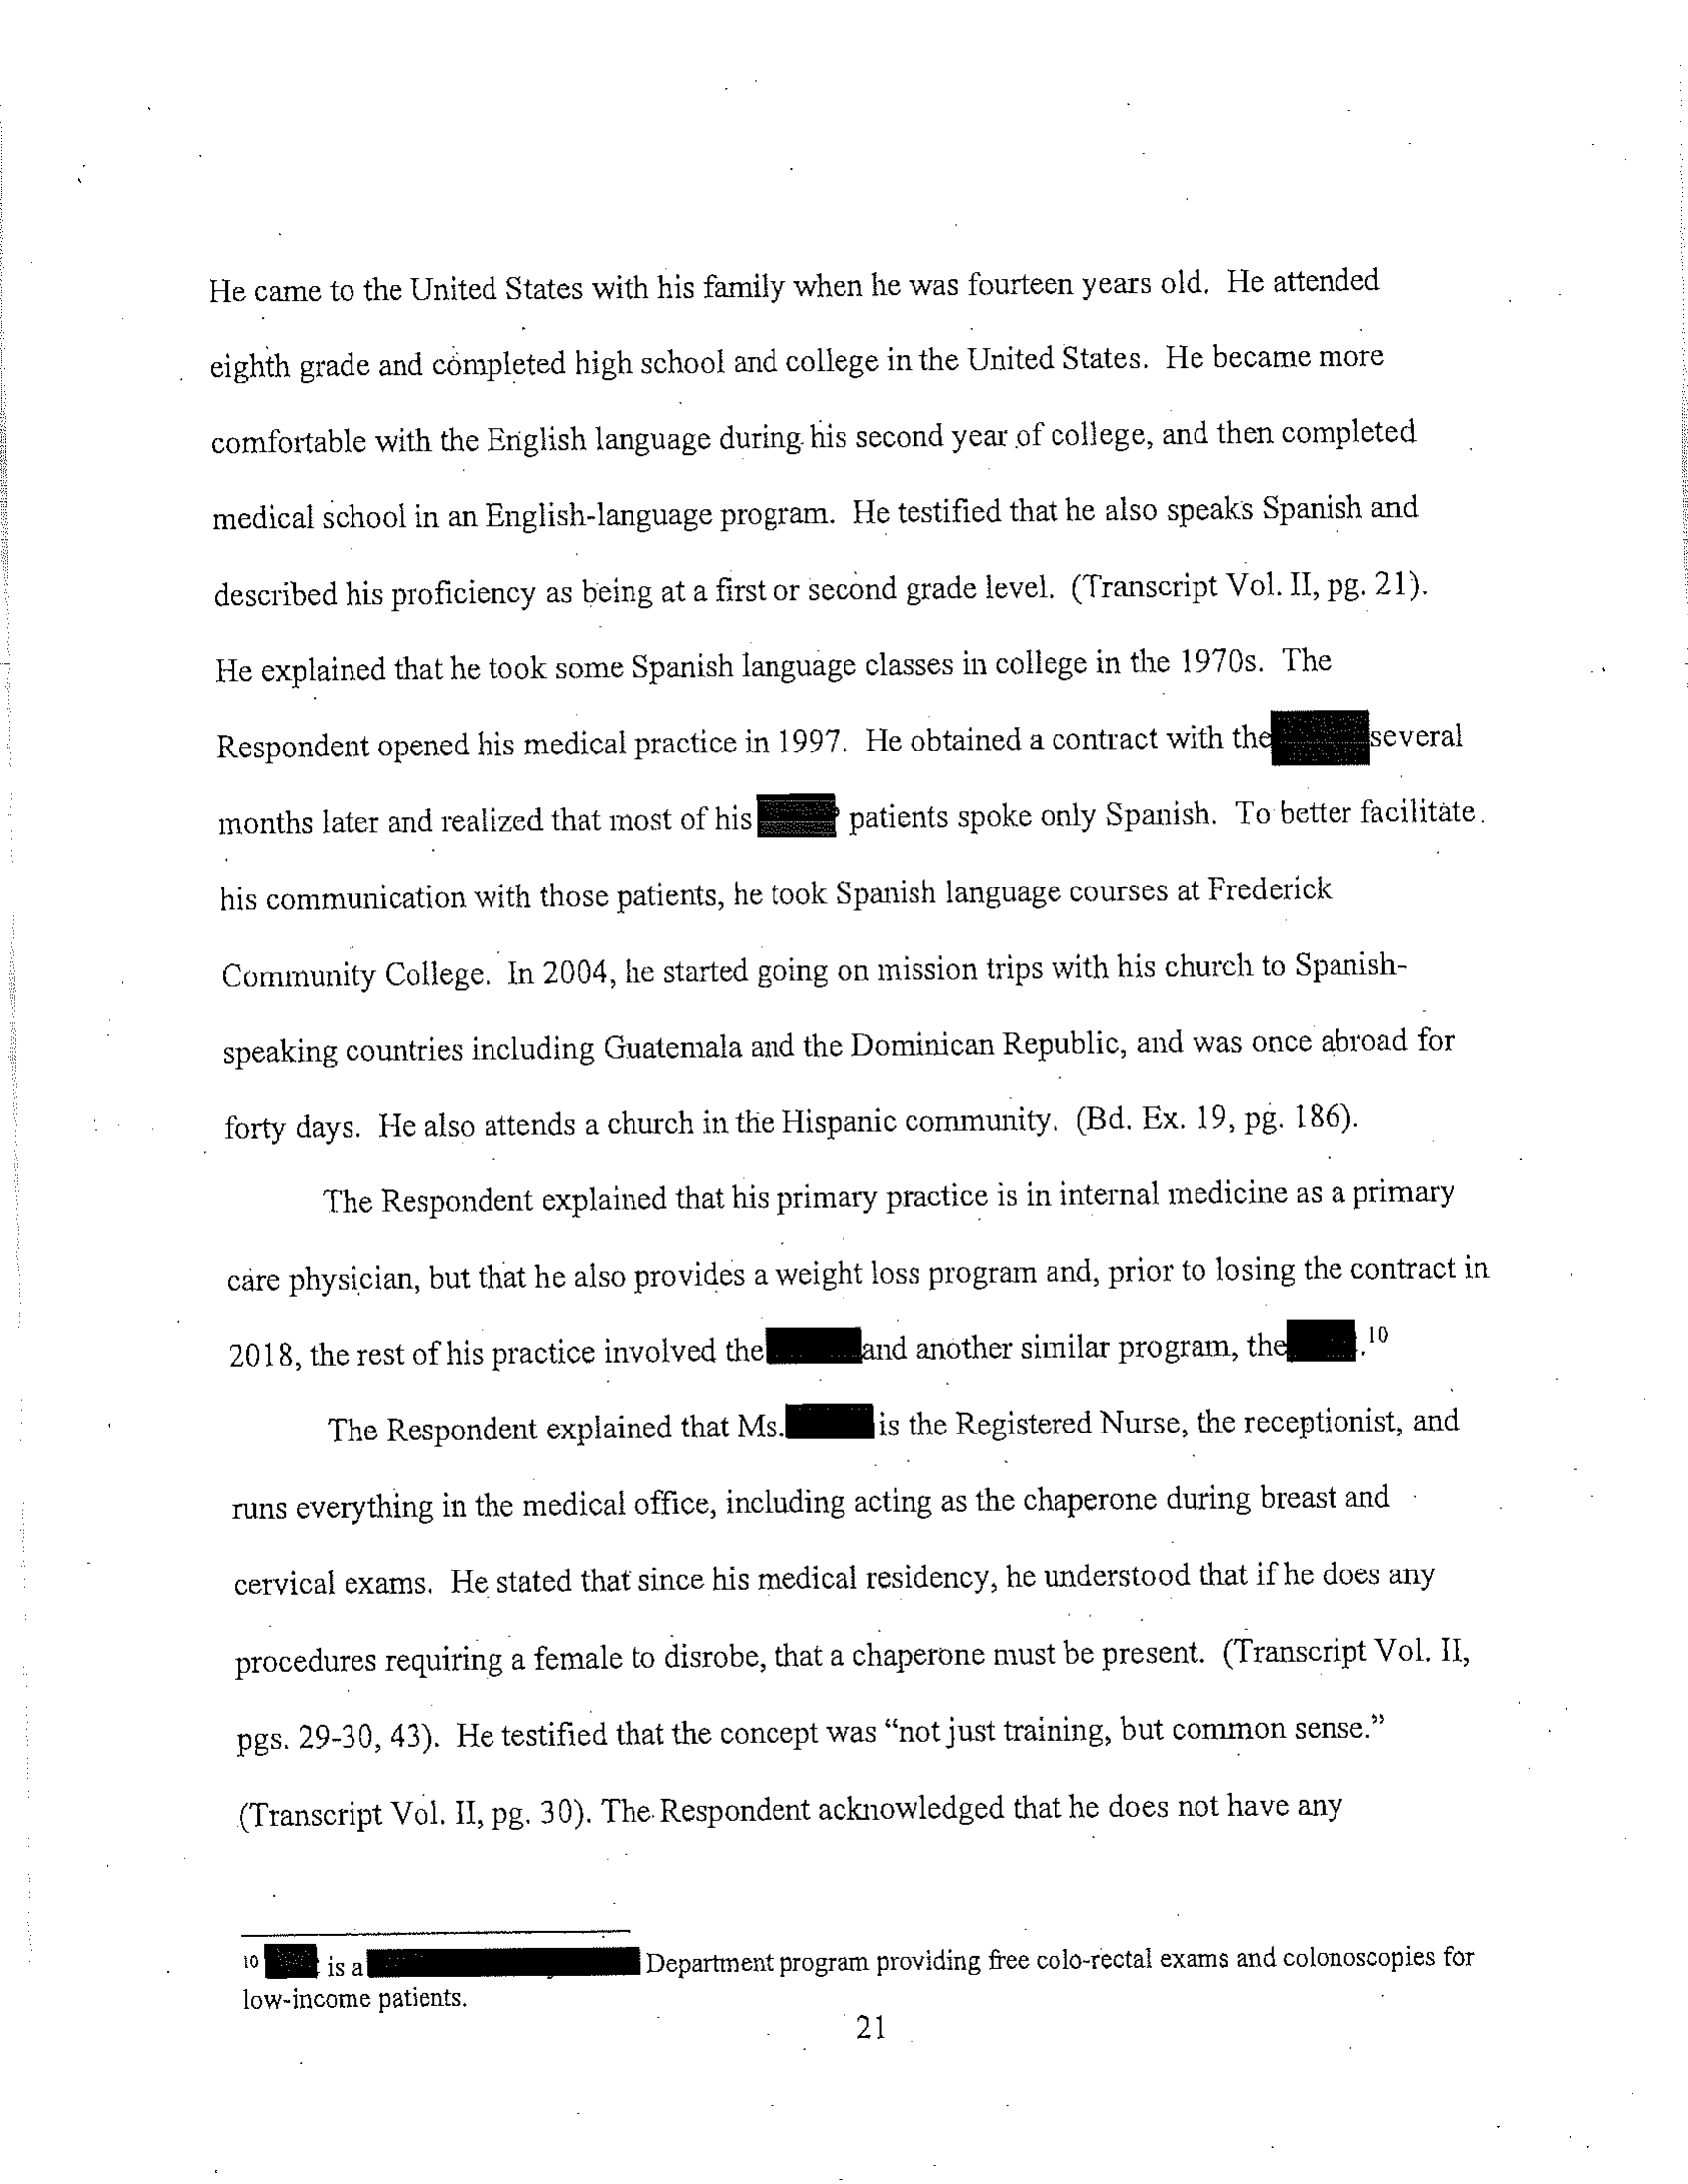 He came to the United States with his family when he was fourteen years old. He attended
eighth grade and completed high school and college in the United States. He became more
comfortable with the English language during his second year of college, and then completed
medical school in an English-language program. He testified that he also speaks Spanish and
described his proficiency as being at a first or second grade level. (Transcript Vol. II, pg. 21).
He explained that he took some Spanish language classes in college in the 1970s. The
Respondent opened his medical practice in 1997. He obtained a contract with the several
months later and realized that most of his patients spoke only Spanish. To better facilitate
his communication with those patients, he took Spanish language courses at Frederick
Community College. In 2004, he started going on mission trips with his church to Spanish-
speaking countries including Guatemala and the Dominican Republic, and was once abroad for
forty days. He also attends a church in the Hispanic community. (Bd. Ex. 19, pg. 186).
The Respondent explained that his primary practice is in internal medicine as a primary
care physician, but that he also provides a weight loss program and, prior to losing the contract in
2018, the rest of his practice involved the and another similar program, the .10
The Respondent explained that Ms. is the Registered Nurse, the receptionist, and
runs everything in the medical office, including acting as the chaperone during breast and
cervical exams. He stated that since his medical residency, he understood that if he does any
procedures requiring a female to disrobe, that a chaperone must be present. (Transcript Vol. II,
pgs. 29-30, 43). He testified that the concept was “not just training, but common sense.”
(Transcript Vol. II, pg. 30). The Respondent acknowledged that he does not have any
10 is a Department program providing free colo-rectal exams and colonoscopies for
low-income patients.
21